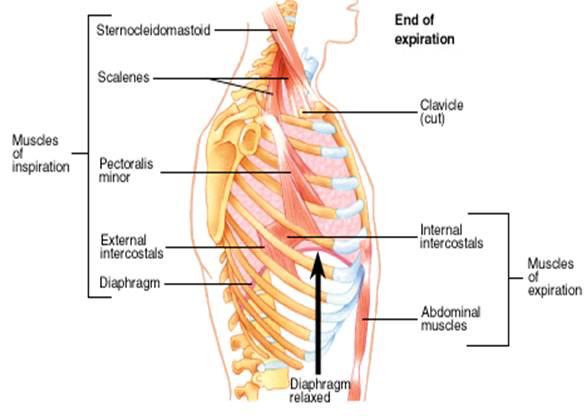 Sternocleidomastoid
End of
expiration
Scalenes
Clavicle
(cut)
Muscles
of
inspiration
Pectoralis
minor
External
intercostals
Internal
intercostals
Diaphragm
Muscles
of
expiration
Abdominal
muscles
Diaphragm
relaxed